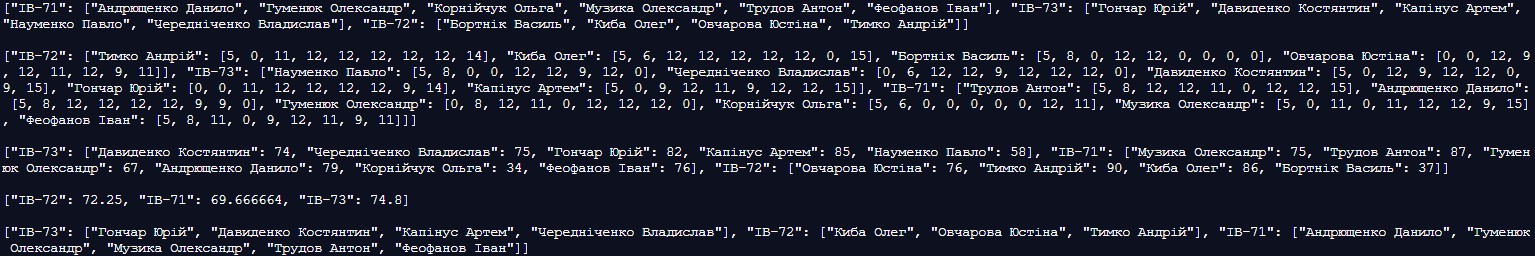 ["ІВ-71": ["Андрющенко Данило", "Гуменюк Олександр", "Корнійчук Ольга", "Музика Олександр", "Трудов Антон", "Феофанов Іван"], "ІВ-73": ["Гончар Юрій", "Давиденко Костянтин", "Капінус Артем",
"Науменко Павло", "Чередніченко Владислав"], "ІВ-72": ["Бортнік Василь", "Киба Олег", "Овчарова Юстіна", "Тимко Андрій"]]
["ІВ-72": ["Тимко Андрій": [5, 0, 11, 12, 12, 12, 12, 12, 14], "Киба Олег": [5, 6, 12, 12, 12, 12, 12, 0, 15], "Бортнік Василь": [5, 8, 0, 12, 12, 0, 0, 0, 0], "Овчарова Юстіна": [0, 0, 12, 9
, 12, 11, 12, 9, 11]], "ІВ-73": ["Науменко Павло": [5, 8, 0, 0, 12, 12, 9, 12, 0], "Чередніченко Владислав": [0, 6, 12, 12, 9, 12, 12, 12, 0], "Давиденко Костянтин": [5, 0, 12, 9, 12, 12, 0,
9, 15], "Гончар Юрій": [0, 0, 11, 12, 12, 12, 12, 9, 14], "Капінус Артем": [5, 0, 9, 12, 11, 9, 12, 12, 15]], "ІВ-71": ["Трудов Антон": [5, 8, 12, 12, 11, 0, 12, 12, 15], "Андрющенко Данило":
[5, 8, 12, 12, 12, 12, 9, 9, 0], "Гуменюк Олександр": [0, 8, 12, 11, 0, 12, 12, 12, 0], "Корнійчук Ольга": [5, 6, 0, 0, 0, 0, 0, 12, 11], "Музика Олександр": [5, 0, 11, 0, 11, 12, 12, 9, 15]
, "Феофанов Іван": [5, 8, 11, 0, 9, 12, 11, 9, 11]]]
["ІВ-73": ["Давиденко Костянтин": 74, "Чередніченко Владислав": 75, "Гончар Юрій": 82, "Капінус Артем": 85, "Науменко Павло": 58], "ІВ-71": ["Музика Олександр": 75, "Трудов Антон": 87, "Гумен
юк Олександр": 67, "Андрющенко Данило": 79, "Корнійчук Ольга": 34, "Феофанов Іван": 76], "ІВ-72": ["Овчарова Юстіна": 76, "Тимко Андрій": 90, "Киба Олег": 86, "Бортнік Василь": 37]]
["ІВ-72": 72.25, "ІВ-71": 69.666664, "ІВ-73": 74.8]
["ІВ-73": ["Гончар Юрій", "Давиденко Костянтин", "Капінус Артем", "Чередніченко Владислав"], "ІВ-72": ["Киба Олег", "Овчарова Юстіна", "Тимко Андрій"], "ІВ-71": ["Андрющенко Данило", "Гуменюк
Олександр", "Музика Олександр", "Трудов Антон", "Феофанов Іван"]]